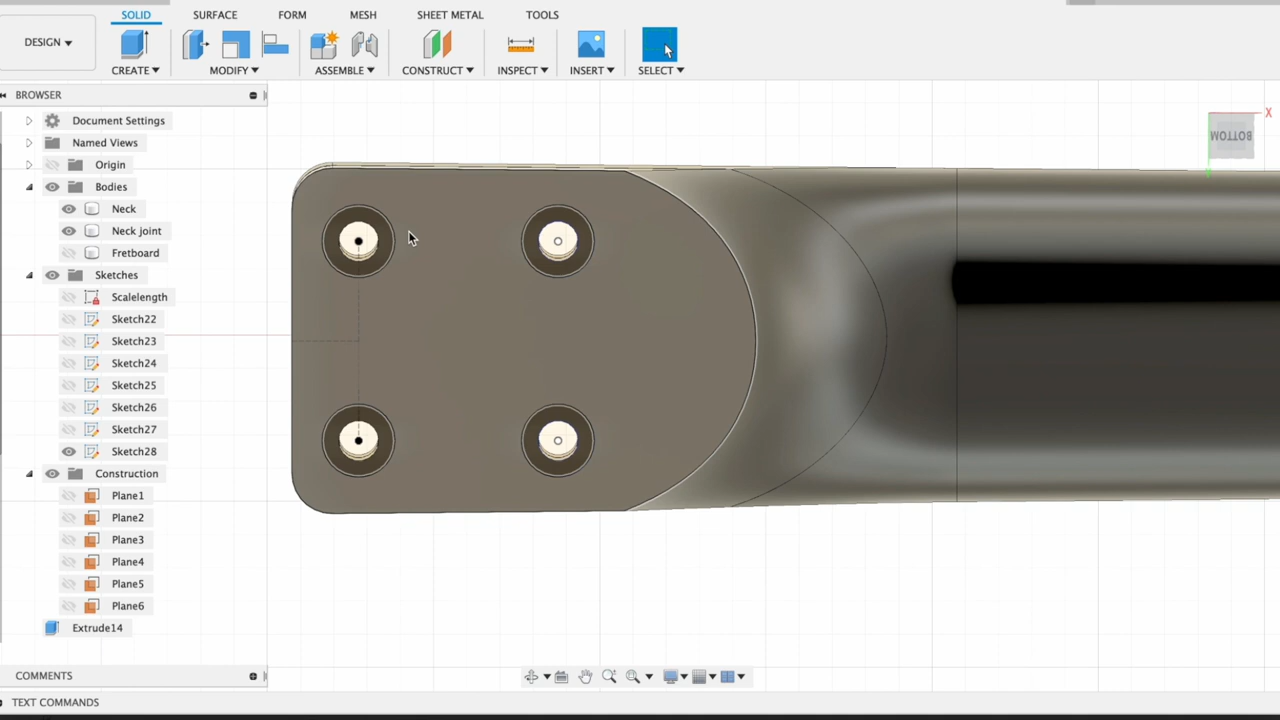 SOLID SURFACE FORM MESH SHEET METAL TOOLS
DESIGN
CREATE MODIFY ASSEMBLE CONSTRUCT INSPECT INSERT SELECT
BROWSER
Document Settings
Named Views
Origin
Bodies
Neck
Neck joint
Fretboard
Sketches
Scalelength
Sketch22
Sketch23
Sketch24
Sketch25
Sketch26
Sketch27
Sketch28
Construction
Plane1
Plane2
Plane3
Plane4
Plane5
Plane6
Extrude14
X
BOTTOM
COMMENTS
TEXT COMMANDS